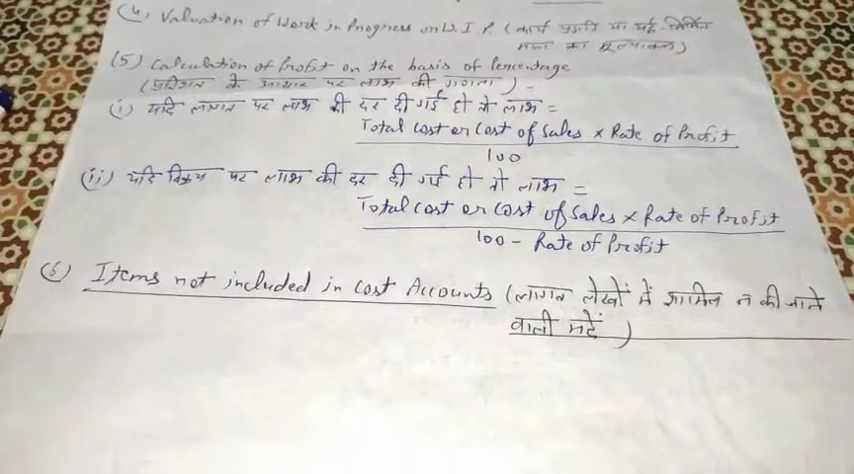 (4) Valuation of Work in Progress or W.I.P. (कार्य प्रगति या अर्द्ध-निर्मित
माल का मूल्यांकन)
(5) Calculation of Profit on the basis of Percentage
(प्रतिशत के आधार पर लाभ की गणना) =
(i) यदि लागत पर लाभ की दर दी गई हो तो लाभ =
Total cost or Cost of Sales × Rate of Profit
100
(ii) यदि विक्रय पर लाभ की दर दी गई हो तो लाभ =
Total Cost or Cost of Sales × Rate of Profit
100 - Rate of Profit
(6) Items not included in Cost Accounts (लागत लेखों में शामिल न की जाने
वाली मदें)